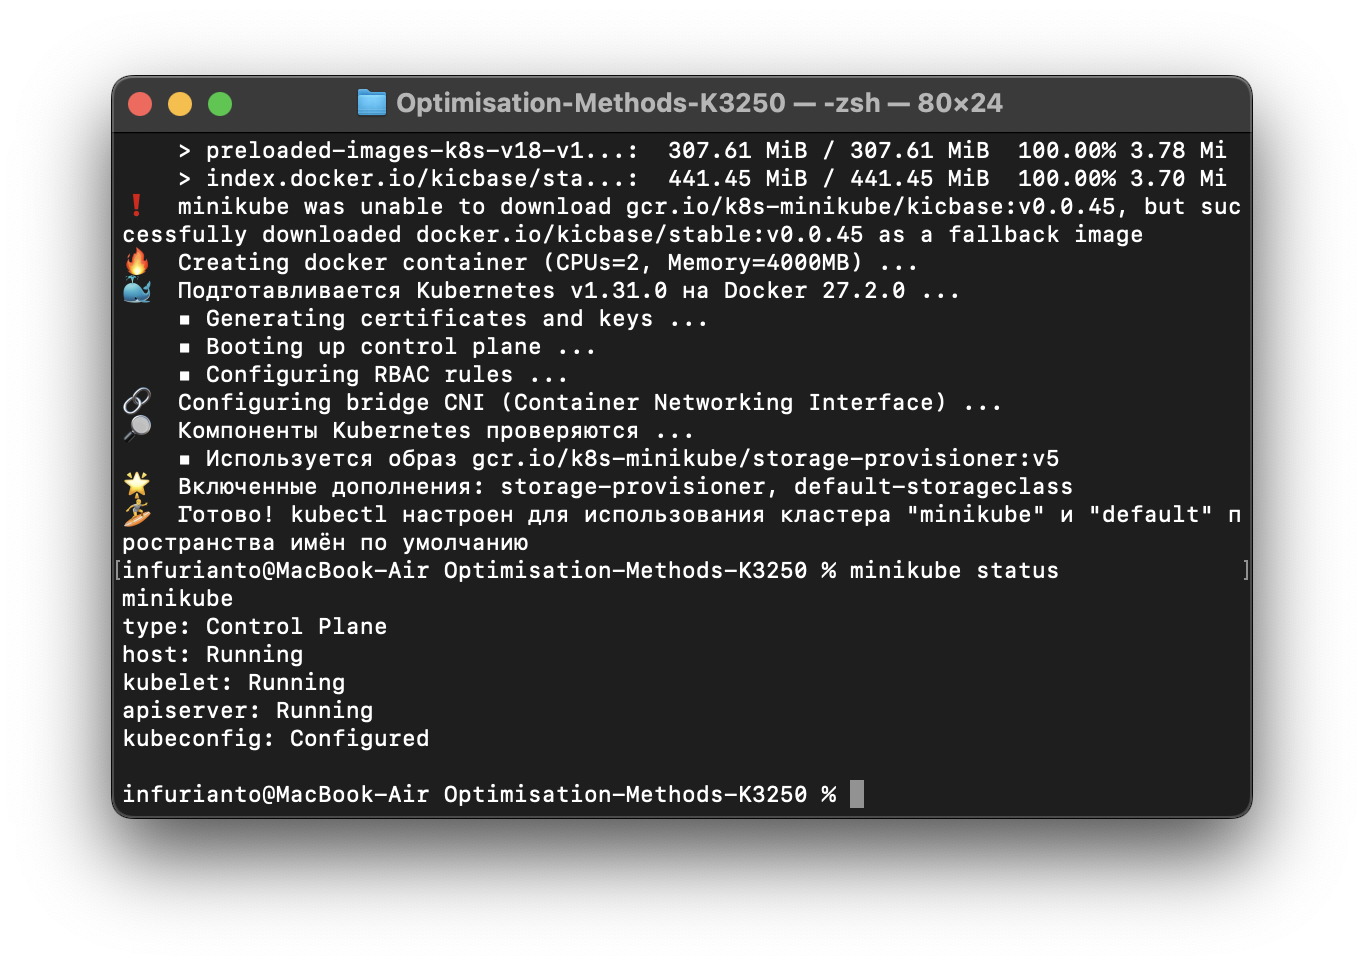 Optimisation-Methods-K3250 — -zsh — 80×24
> preloaded-images-k8s-v18-v1...:  307.61 MiB / 307.61 MiB  100.00% 3.78 Mi
> index.docker.io/kicbase/sta...:  441.45 MiB / 441.45 MiB  100.00% 3.70 Mi
❗  minikube was unable to download gcr.io/k8s-minikube/kicbase:v0.0.45, but suc
cessfully downloaded docker.io/kicbase/stable:v0.0.45 as a fallback image
🔥  Creating docker container (CPUs=2, Memory=4000MB) ...
🐳  Подготавливается Kubernetes v1.31.0 на Docker 27.2.0 ...
▪ Generating certificates and keys ...
▪ Booting up control plane ...
▪ Configuring RBAC rules ...
🔗  Configuring bridge CNI (Container Networking Interface) ...
🔎  Компоненты Kubernetes проверяются ...
▪ Используется образ gcr.io/k8s-minikube/storage-provisioner:v5
🌟  Включенные дополнения: storage-provisioner, default-storageclass
🏄  Готово! kubectl настроен для использования кластера "minikube" и "default" п
ространства имён по умолчанию
[infurianto@MacBook-Air Optimisation-Methods-K3250 % minikube status ]
minikube
type: Control Plane
host: Running
kubelet: Running
apiserver: Running
kubeconfig: Configured
infurianto@MacBook-Air Optimisation-Methods-K3250 %